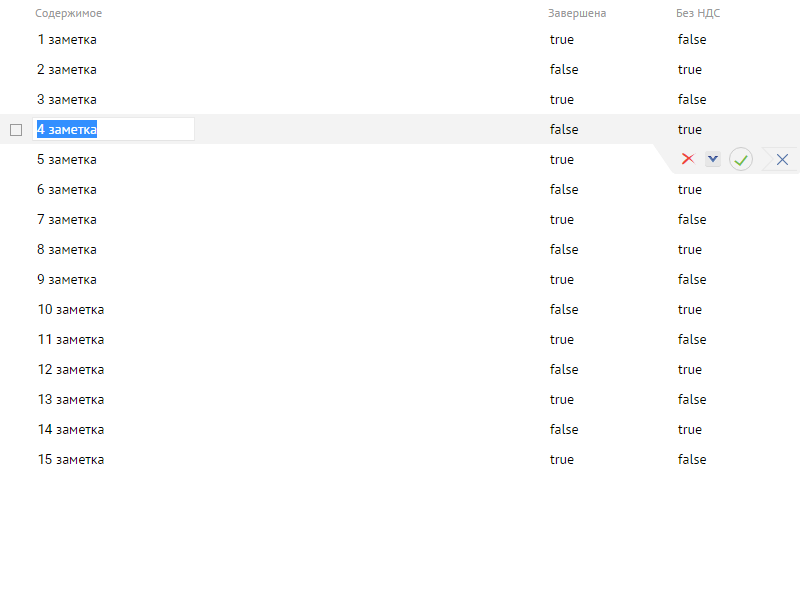 Содержимое Завершена Без НДС
1 заметка true false
2 заметка false true
3 заметка true false
4 заметка false true
5 заметка true
6 заметка false true
7 заметка true false
8 заметка false true
9 заметка true false
10 заметка false true
11 заметка true false
12 заметка false true
13 заметка true false
14 заметка false true
15 заметка true false